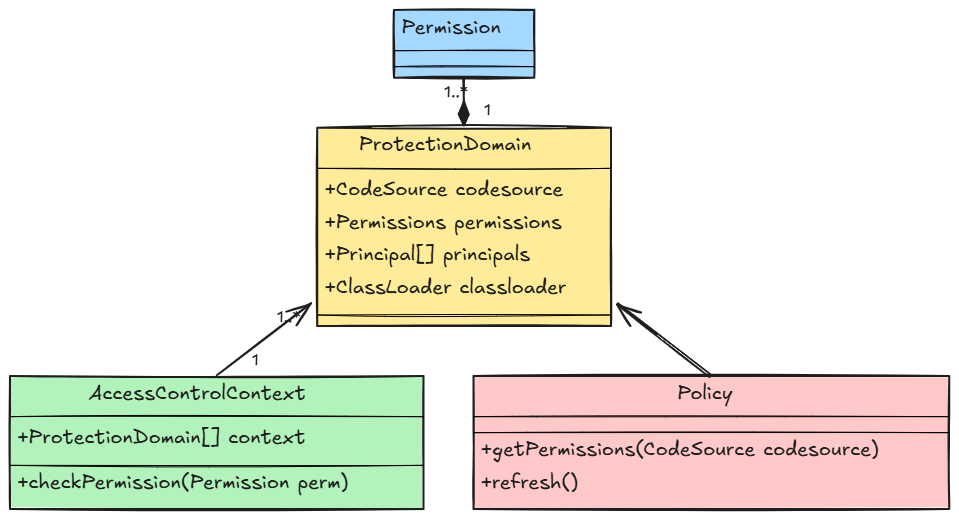 Permission
1..*
1
ProtectionDomain
+CodeSource codesource
+Permissions permissions
+Principal[] principals
+ClassLoader classloader
1..*
1
AccessControlContext
+ProtectionDomain[] context
+checkPermission(Permission perm)
Policy
+getPermissions(CodeSource codesource)
+refresh()